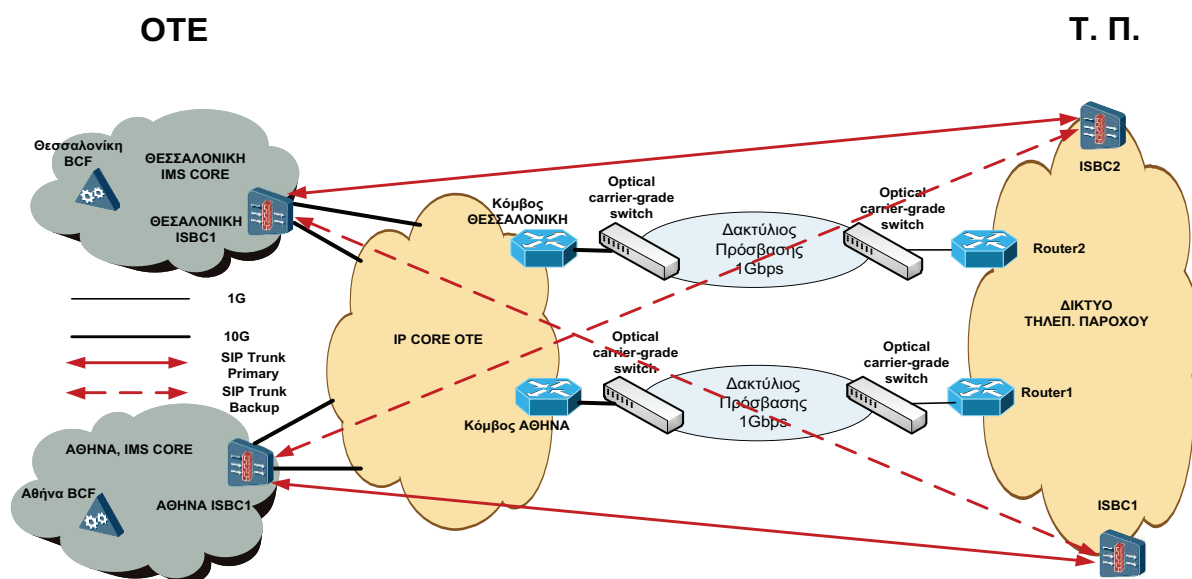 ΟΤΕ
Τ. Π.
Θεσσαλονίκη
BCF
ΘΕΣΣΑΛΟΝΙΚΗ
IMS CORE
ΘΕΣΣΑΛΟΝΙΚΗ
ISBC1
ISBC2
Κόμβος
ΘΕΣΣΑΛΟΝΙΚΗ
Optical
carrier-grade
switch
Δακτύλιος
Πρόσβασης
1Gbps
Optical
carrier-grade
switch
Router2
1G
10G
SIP Trunk
Primary
SIP Trunk
Backup
IP CORE ΟΤΕ
ΔΙΚΤΥΟ
ΤΗΛΕΠ. ΠΑΡΟΧΟΥ
Optical
carrier-grade
switch
Δακτύλιος
Πρόσβασης
1Gbps
Optical
carrier-grade
switch
Router1
Κόμβος ΑΘΗΝΑ
ΑΘΗΝΑ, IMS CORE
Αθήνα BCF
ΑΘΗΝΑ ISBC1
ISBC1